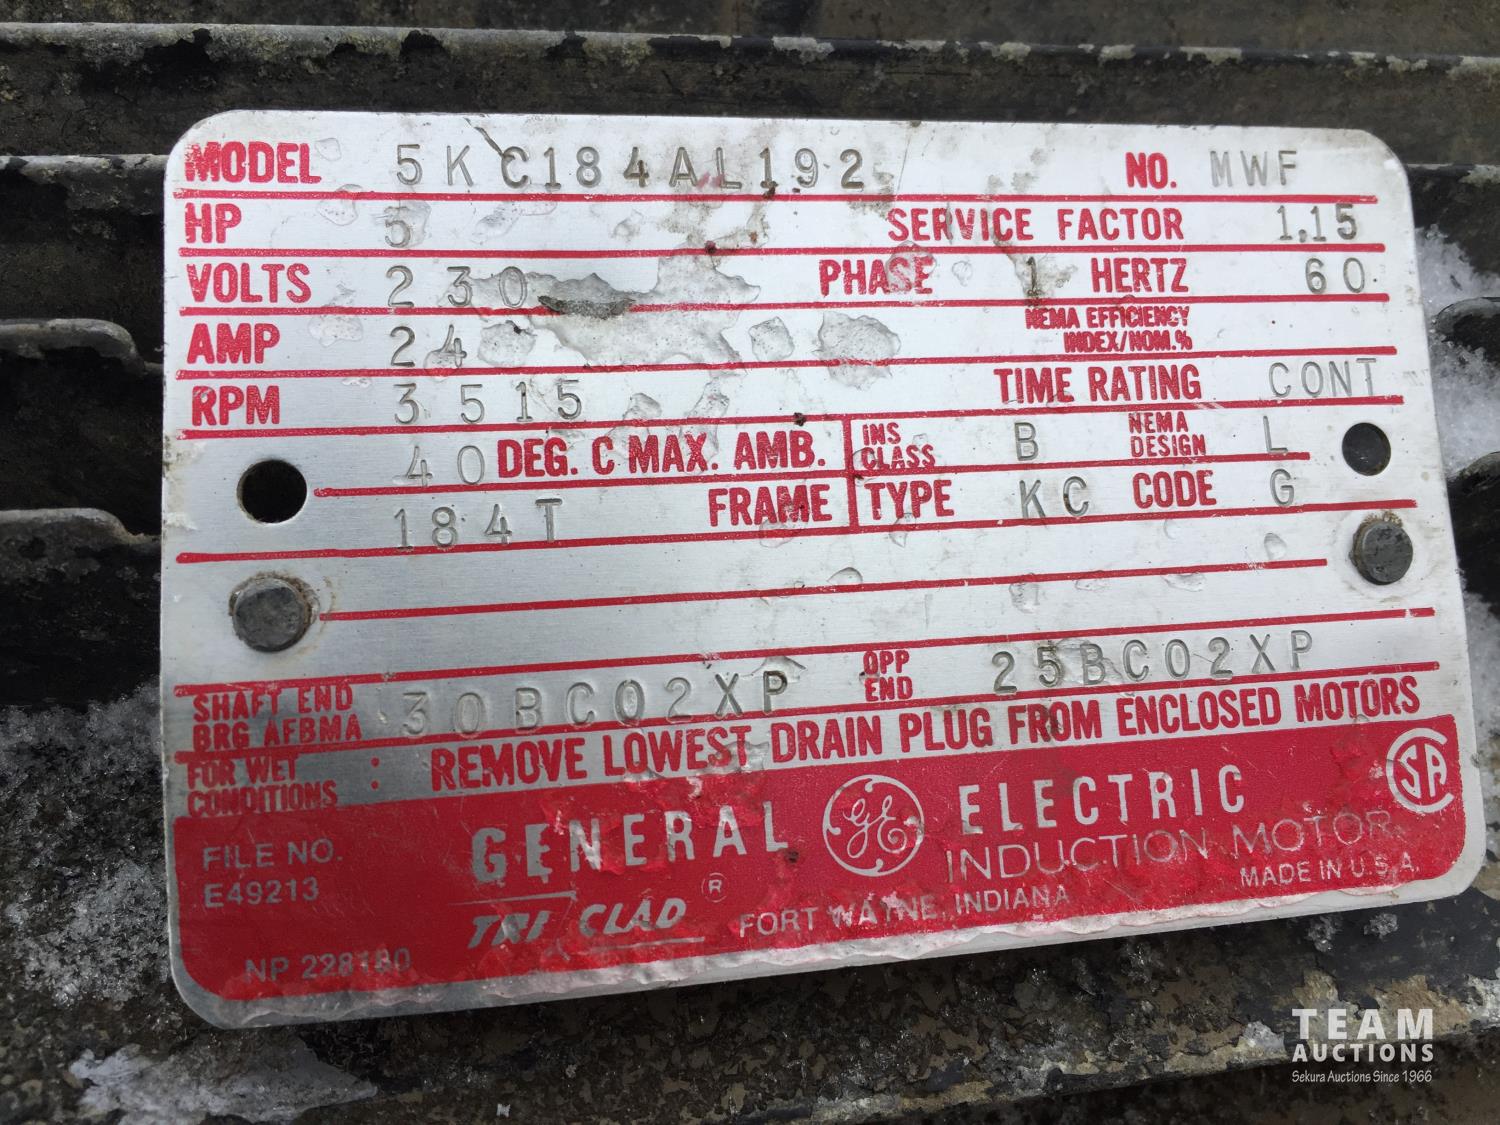 MODEL 5KC184AL192 NO. MWF
HP 5 SERVICE FACTOR 1.15
VOLTS 230 PHASE 1 HERTZ 60
AMP 24 NEMA EFFICIENCY INDEX/NOM.%
RPM 3515 TIME RATING CONT
40 DEG. C MAX. AMB. INS CLASS B NEMA DESIGN L
184T FRAME TYPE KC CODE G
SHAFT END BRG AFBMA 30BC02XP OPP END 25BC02XP
FOR WET CONDITIONS : REMOVE LOWEST DRAIN PLUG FROM ENCLOSED MOTORS
GENERAL GE ELECTRIC CSA
INDUCTION MOTOR
FILE NO.
E49213
TRI CLAD ® FORT WAYNE, INDIANA MADE IN U.S.A.
NP 228180
TEAM
AUCTIONS
Sekura Auctions Since 1966